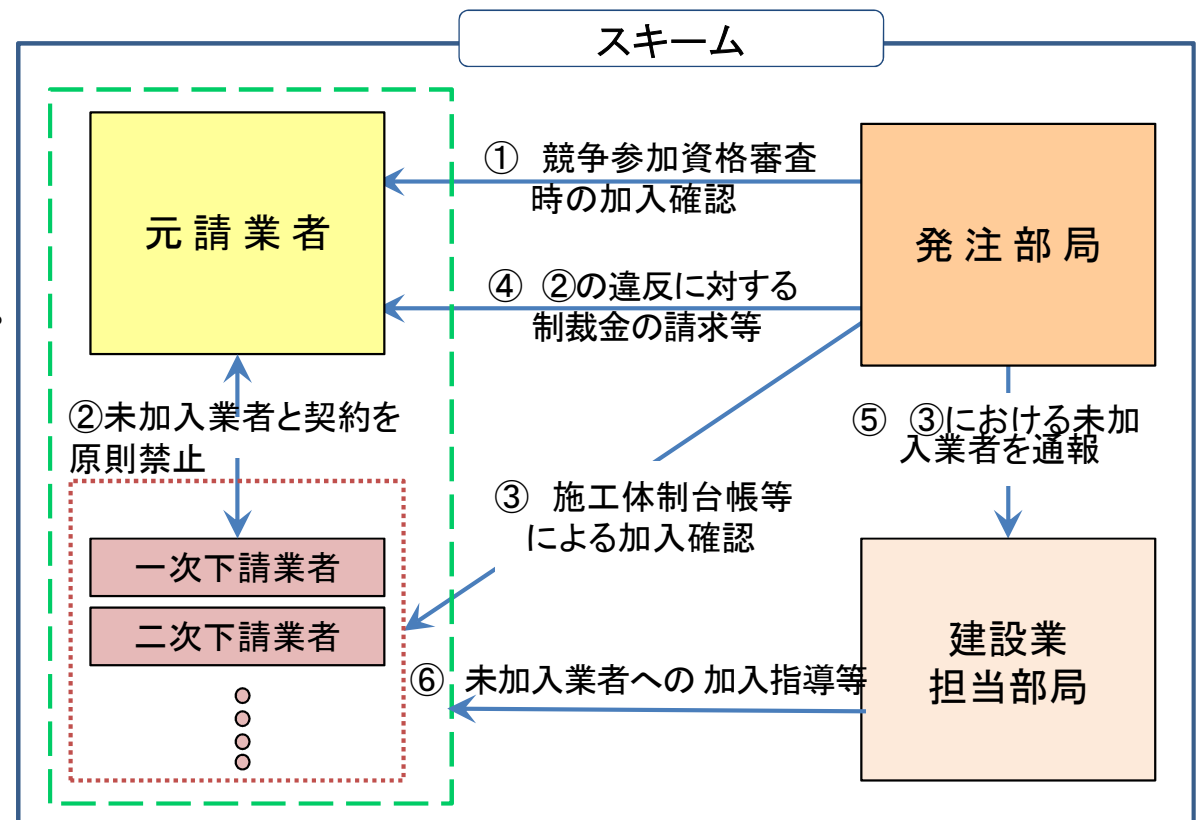 スキーム
元請業者
① 競争参加資格審査
時の加入確認
発注部局
④ ②の違反に対する
制裁金の請求等
②未加入業者と契約を
原則禁止
⑤ ③における未加
入業者を通報
③ 施工体制台帳等
による加入確認
一次下請業者
二次下請業者
建設業
担当部局
⑥ 未加入業者への 加入指導等